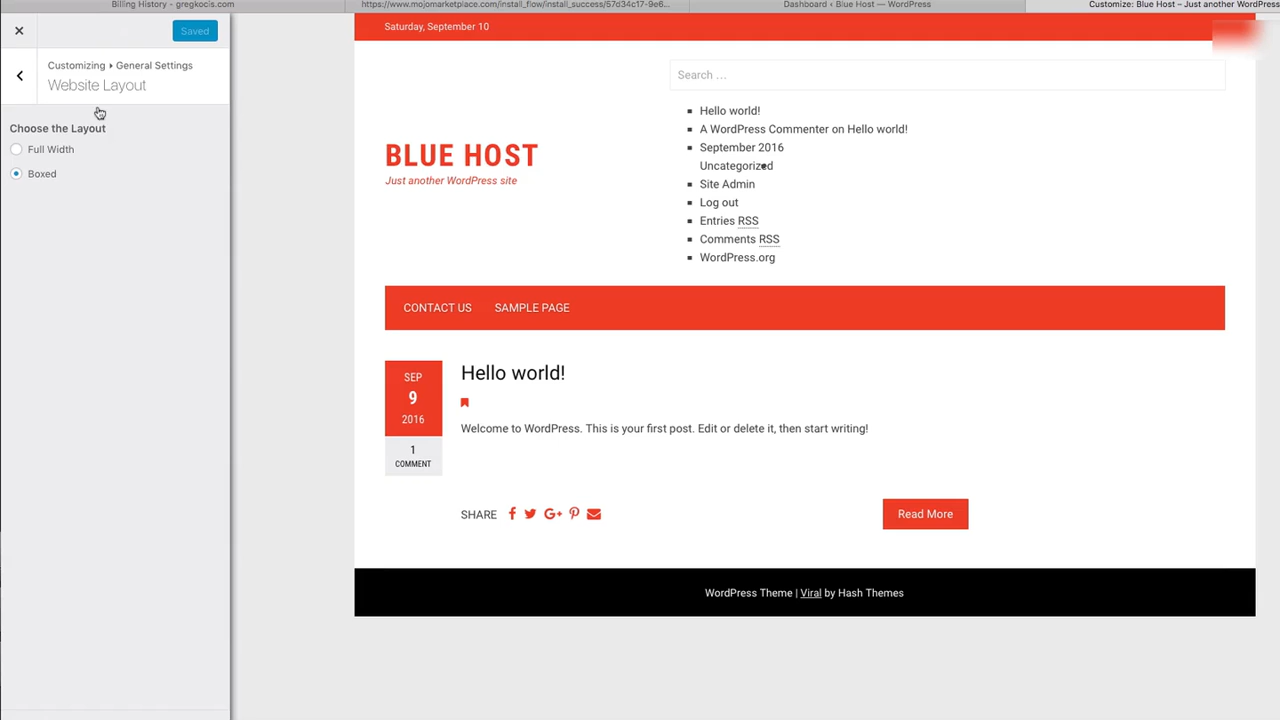 Billing History - gregkocis.com
https://www.mojomarketplace.com/install_flow/install_success/57d34c17-9e6...
Dashboard ‹ Blue Host — WordPress
Customize: Blue Host – Just another WordPress
Saved
Customizing ▸ General Settings
Website Layout
Choose the Layout
Full Width
Boxed
Saturday, September 10
Search …
Hello world!
A WordPress Commenter on Hello world!
September 2016
Uncategorized
Site Admin
Log out
Entries RSS
Comments RSS
WordPress.org
BLUE HOST
Just another WordPress site
CONTACT US SAMPLE PAGE
SEP
9
2016
1
COMMENT
Hello world!
Welcome to WordPress. This is your first post. Edit or delete it, then start writing!
SHARE
Read More
WordPress Theme | Viral by Hash Themes